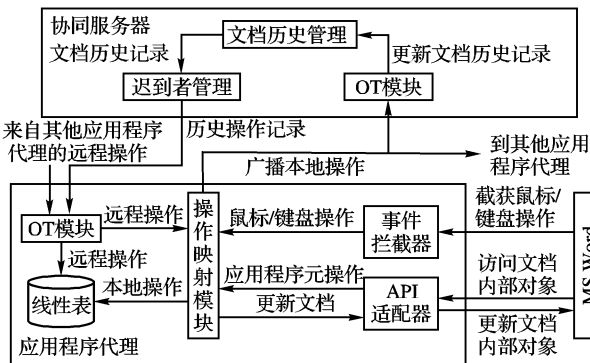 协同服务器
文档历史管理
文档历史记录
更新文档历史记录
迟到者管理
OT模块
来自其他应用程序
代理的远程操作
历史操作记录
广播本地操作
到其他应用
程序代理
OT模块
远程操作
操作映射模块
鼠标/键盘操作
事件
拦截器
截获鼠标/
键盘操作
远程操作
线性表
本地操作
应用程序元操作
更新文档
API
适配器
访问文档
内部对象
更新文档
内部对象
MS Word
应用程序代理